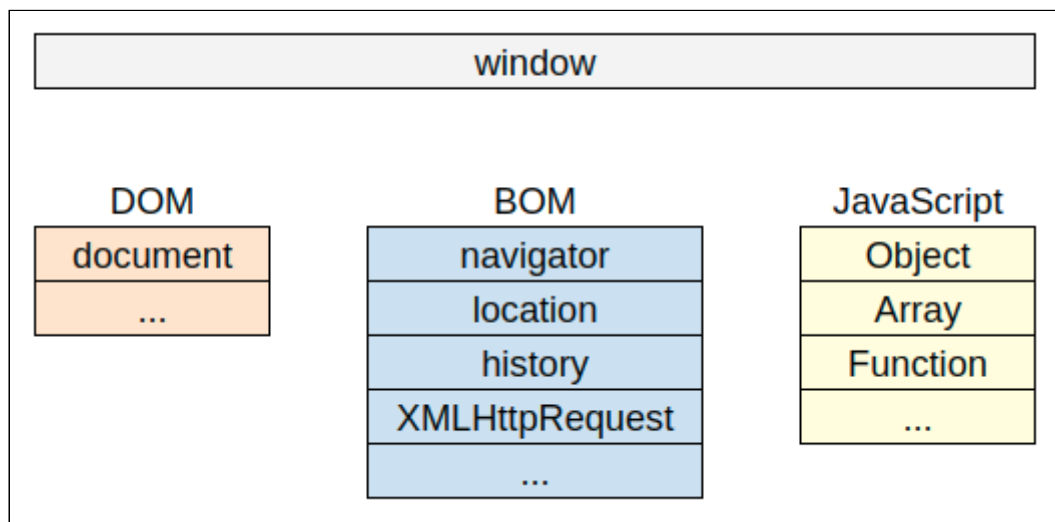 window
DOM
document
...
BOM
navigator
location
history
XMLHttpRequest
...
JavaScript
Object
Array
Function
...